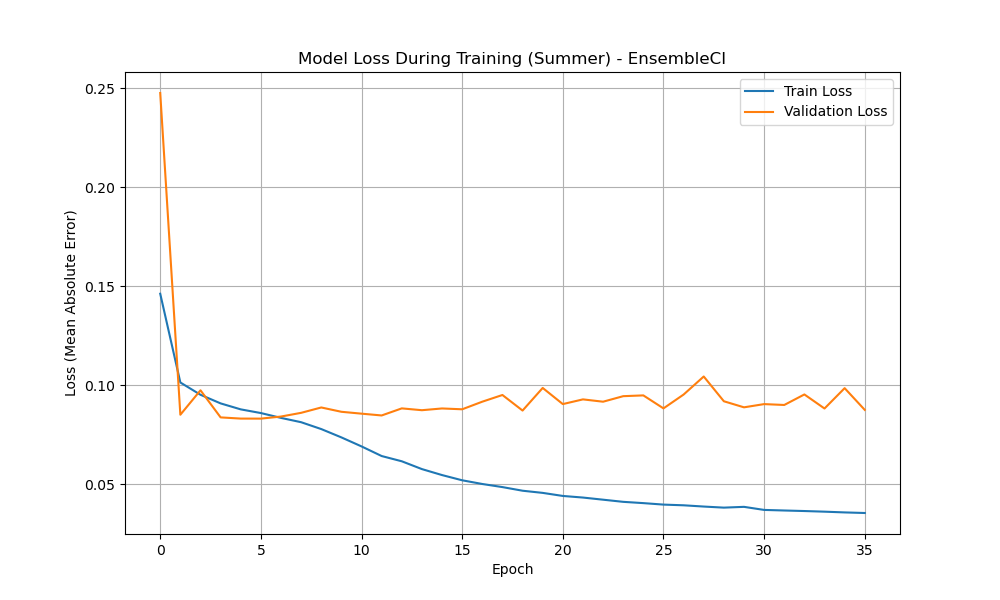 Model Loss During Training (Summer) - EnsembleCI
Train Loss
Validation Loss
Loss (Mean Absolute Error)
0.25
0.20
0.15
0.10
0.05
0 5 10 15 20 25 30 35
Epoch